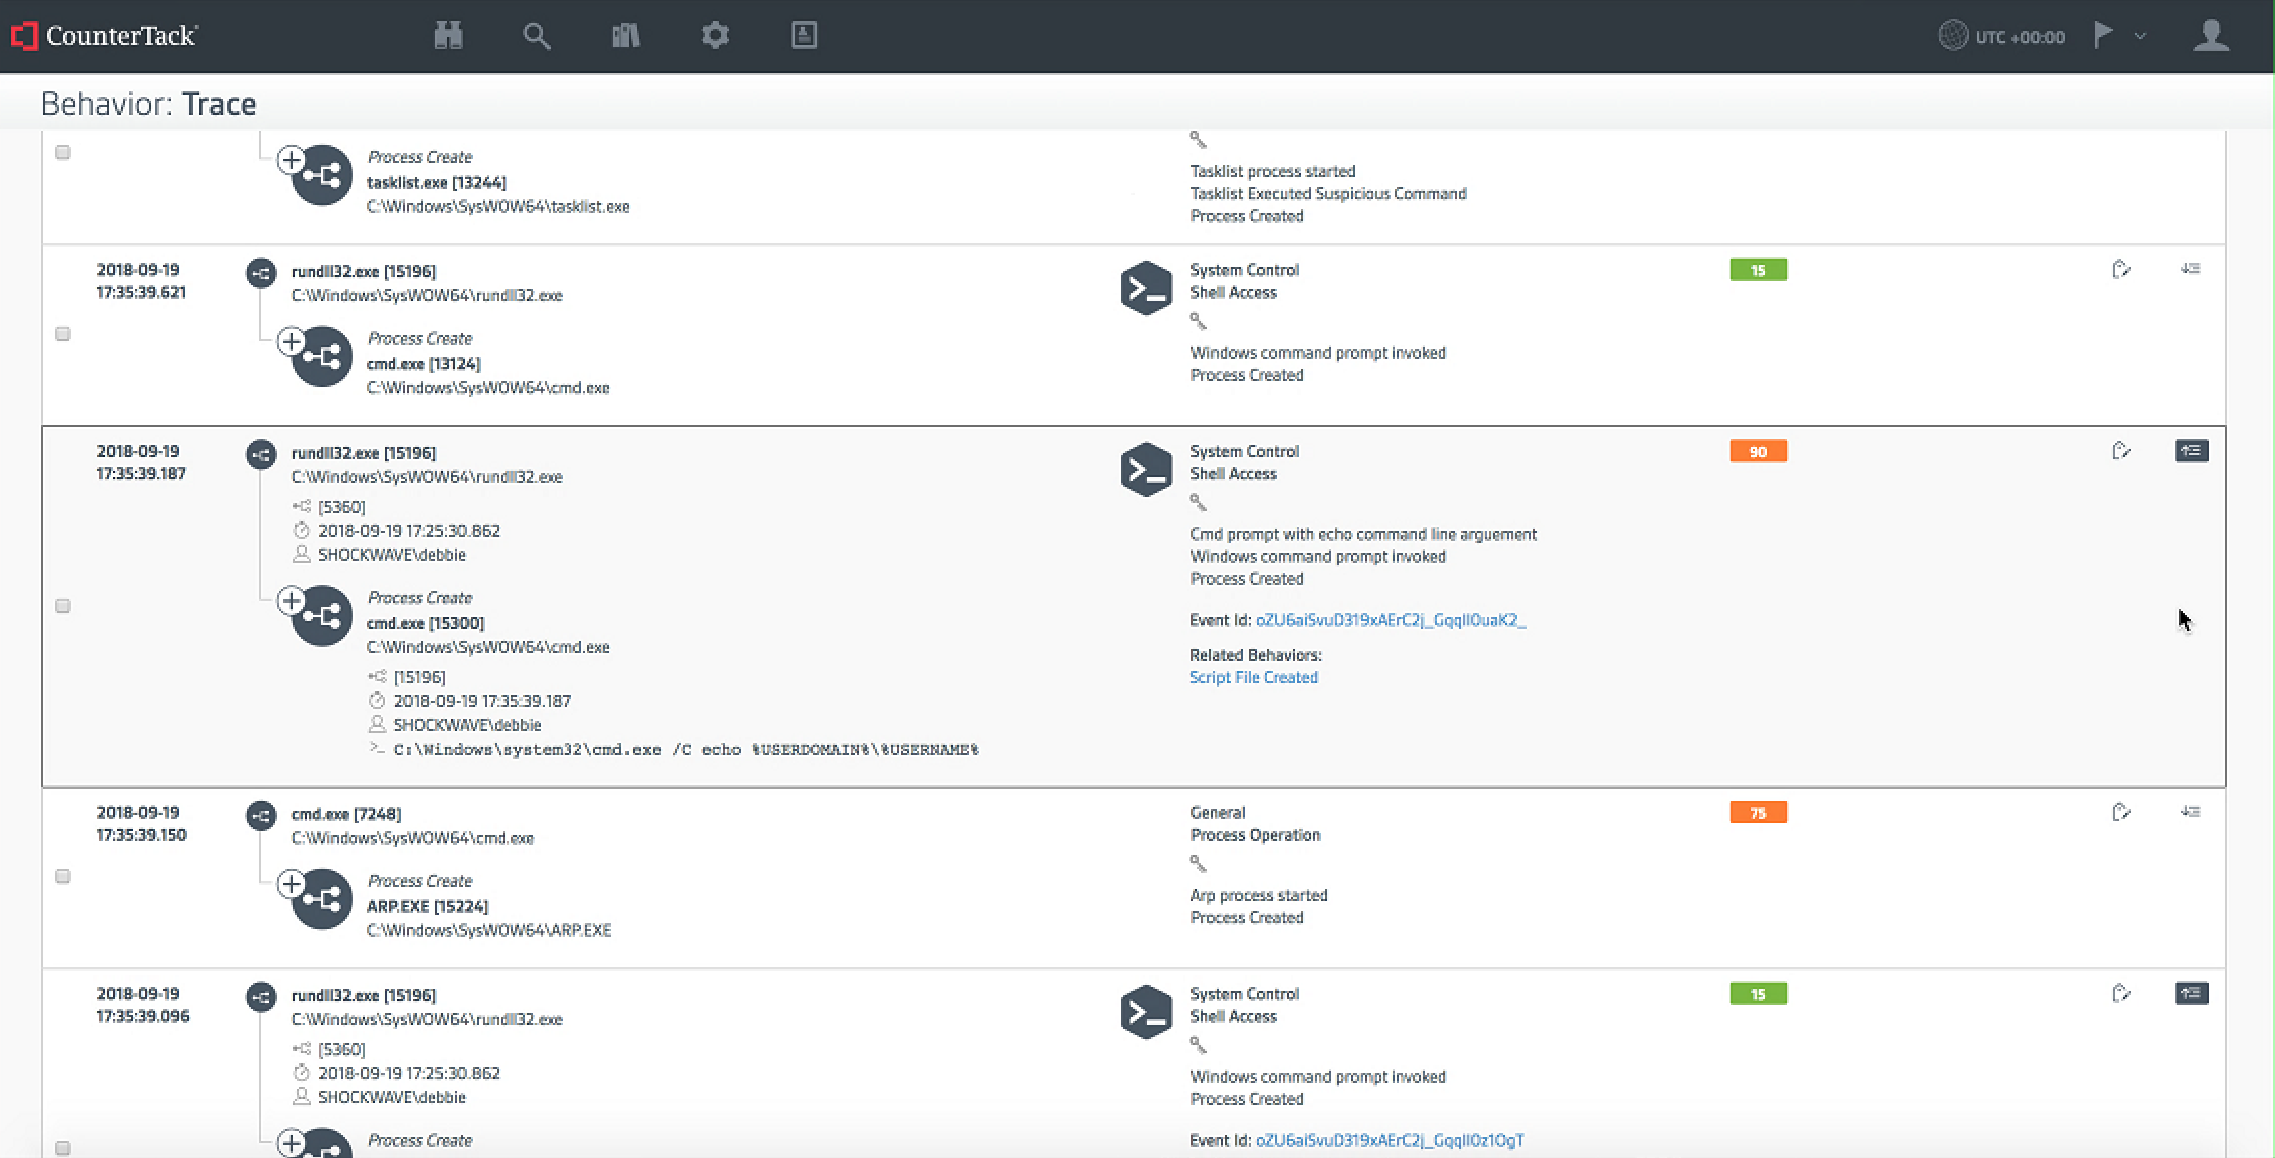 CounterTack
UTC +00:00
Behavior: Trace
Process Create
tasklist.exe [13244]
C:\Windows\SysWOW64\tasklist.exe
Tasklist process started
Tasklist Executed Suspicious Command
Process Created
2018-09-19
17:35:39.621
rundll32.exe [15196]
C:\Windows\SysWOW64\rundll32.exe
Process Create
cmd.exe [13124]
C:\Windows\SysWOW64\cmd.exe
System Control
Shell Access
Windows command prompt invoked
Process Created
15
2018-09-19
17:35:39.187
rundll32.exe [15196]
C:\Windows\SysWOW64\rundll32.exe
[5360]
2018-09-19 17:25:30.862
SHOCKWAVE\debbie
Process Create
cmd.exe [15300]
C:\Windows\SysWOW64\cmd.exe
[15196]
2018-09-19 17:35:39.187
SHOCKWAVE\debbie
C:\Windows\system32\cmd.exe /C echo %USERDOMAIN%\%USERNAME%
System Control
Shell Access
Cmd prompt with echo command line arguement
Windows command prompt invoked
Process Created
Event Id: oZU6aiSvuD319xAErC2j_GqqlI0uaK2_
Related Behaviors:
Script File Created
90
2018-09-19
17:35:39.150
cmd.exe [7248]
C:\Windows\SysWOW64\cmd.exe
Process Create
ARP.EXE [15224]
C:\Windows\SysWOW64\ARP.EXE
General
Process Operation
Arp process started
Process Created
75
2018-09-19
17:35:39.096
rundll32.exe [15196]
C:\Windows\SysWOW64\rundll32.exe
[5360]
2018-09-19 17:25:30.862
SHOCKWAVE\debbie
Process Create
System Control
Shell Access
Windows command prompt invoked
Process Created
Event Id: oZU6aiSvuD319xAErC2j_GqqlI0z1OgT
15